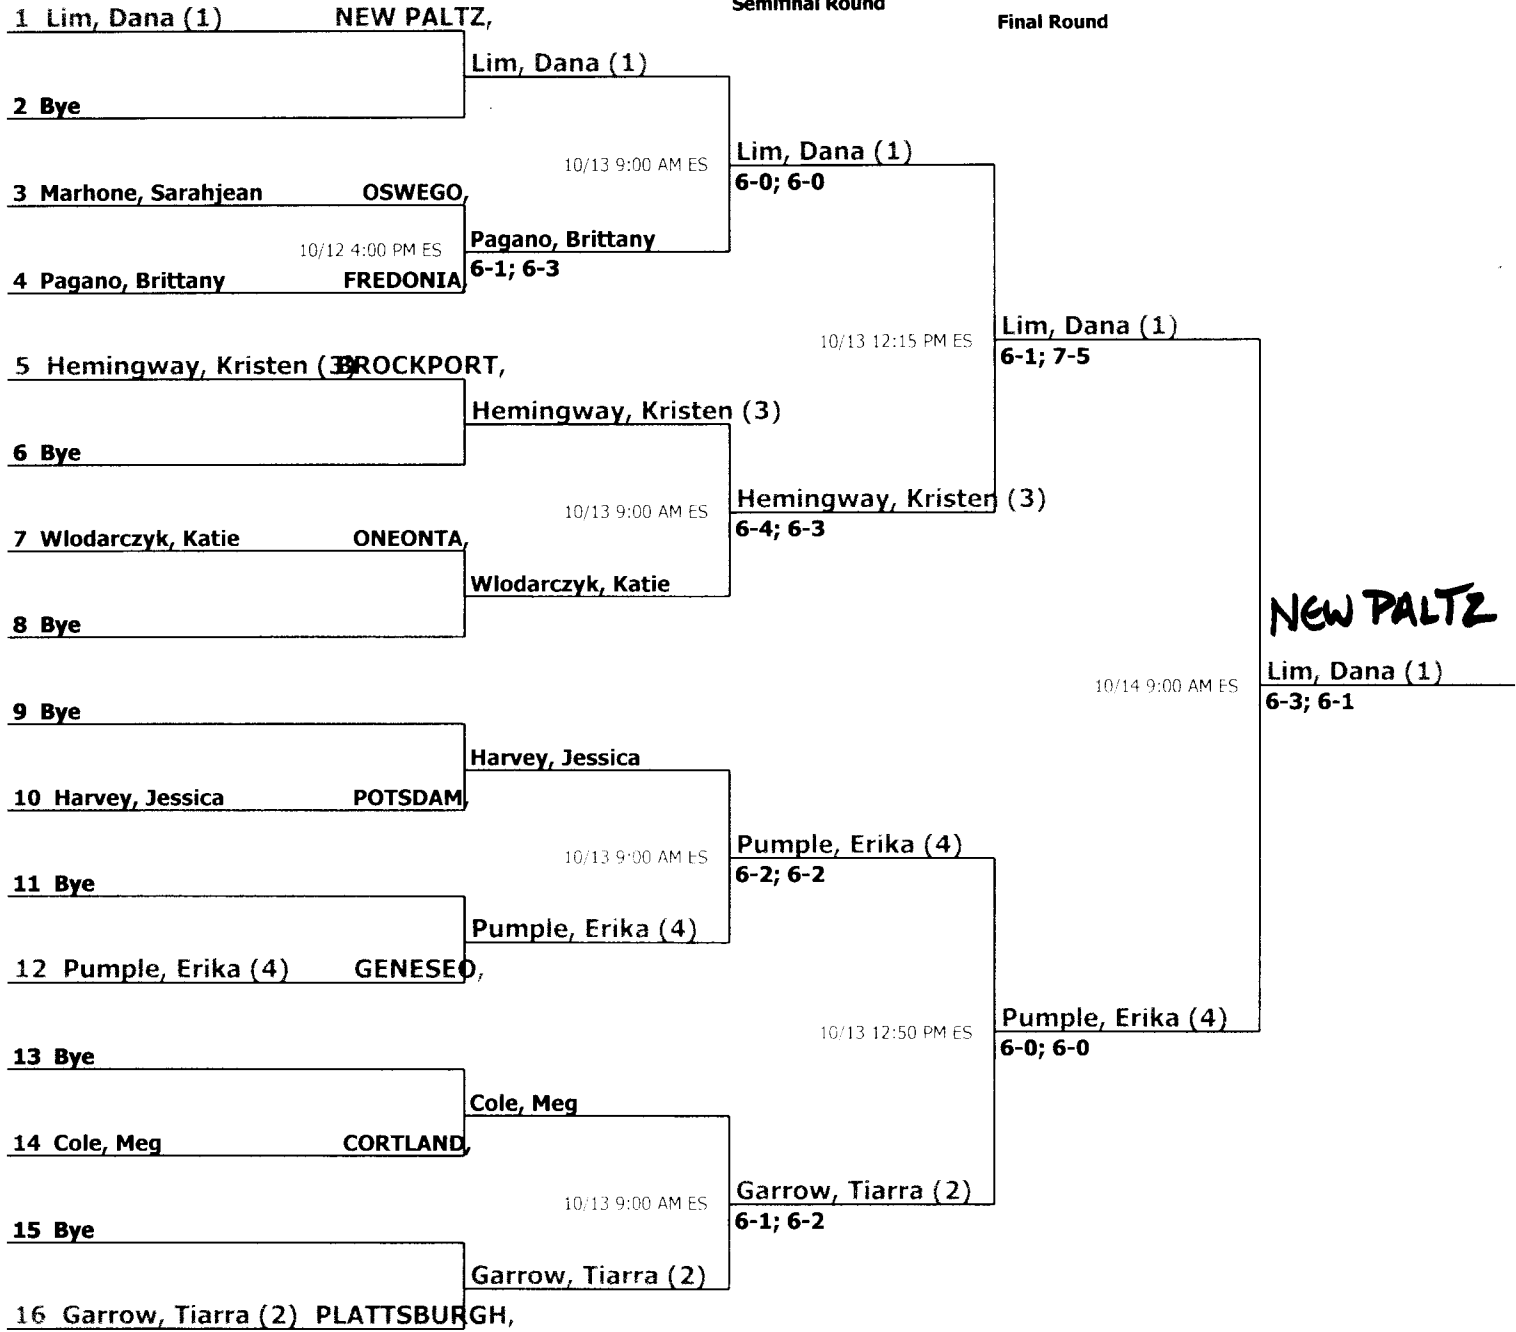 Semifinal Round
Final Round
1 Lim, Dana (1) NEW PALTZ,
Lim, Dana (1)
2 Bye
10/13 9:00 AM ES
Lim, Dana (1)
6-0; 6-0
3 Marhone, Sarahjean OSWEGO,
10/12 4:00 PM ES
Pagano, Brittany
6-1; 6-3
4 Pagano, Brittany FREDONIA,
10/13 12:15 PM ES
Lim, Dana (1)
6-1; 7-5
5 Hemingway, Kristen (3) BROCKPORT,
Hemingway, Kristen (3)
6 Bye
10/13 9:00 AM ES
Hemingway, Kristen (3)
6-4; 6-3
7 Wlodarczyk, Katie ONEONTA,
Wlodarczyk, Katie
8 Bye
NEW PALTZ
10/14 9:00 AM ES
Lim, Dana (1)
6-3; 6-1
9 Bye
Harvey, Jessica
10 Harvey, Jessica POTSDAM,
10/13 9:00 AM ES
Pumple, Erika (4)
6-2; 6-2
11 Bye
Pumple, Erika (4)
12 Pumple, Erika (4) GENESEO,
10/13 12:50 PM ES
Pumple, Erika (4)
6-0; 6-0
13 Bye
Cole, Meg
14 Cole, Meg CORTLAND,
10/13 9:00 AM ES
Garrow, Tiarra (2)
6-1; 6-2
15 Bye
Garrow, Tiarra (2)
16 Garrow, Tiarra (2) PLATTSBURGH,